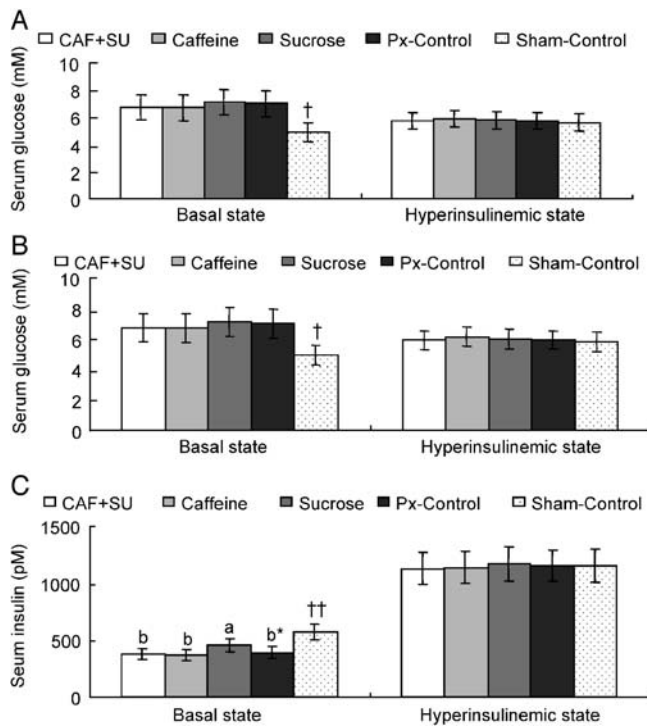 A
CAF+SU Caffeine Sucrose Px-Control Sham-Control
Serum glucose (mM)
8
6
4
2
0
†
Basal state Hyperinsulinemic state
B
CAF+SU Caffeine Sucrose Px-Control Sham-Control
Serum glucose (mM)
10
8
6
4
2
0
†
Basal state Hyperinsulinemic state
C
CAF+SU Caffeine Sucrose Px-Control Sham-Control
Seum insulin (pM)
1500
1000
500
0
b b a b* ††
Basal state Hyperinsulinemic state